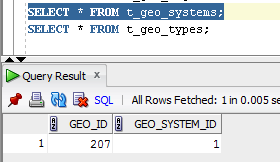 SELECT * FROM t_geo_systems;
SELECT * FROM t_geo_types;
Query Result
SQL | All Rows Fetched: 1 in 0.005 se
GEO_ID GEO_SYSTEM_ID
1 207 1